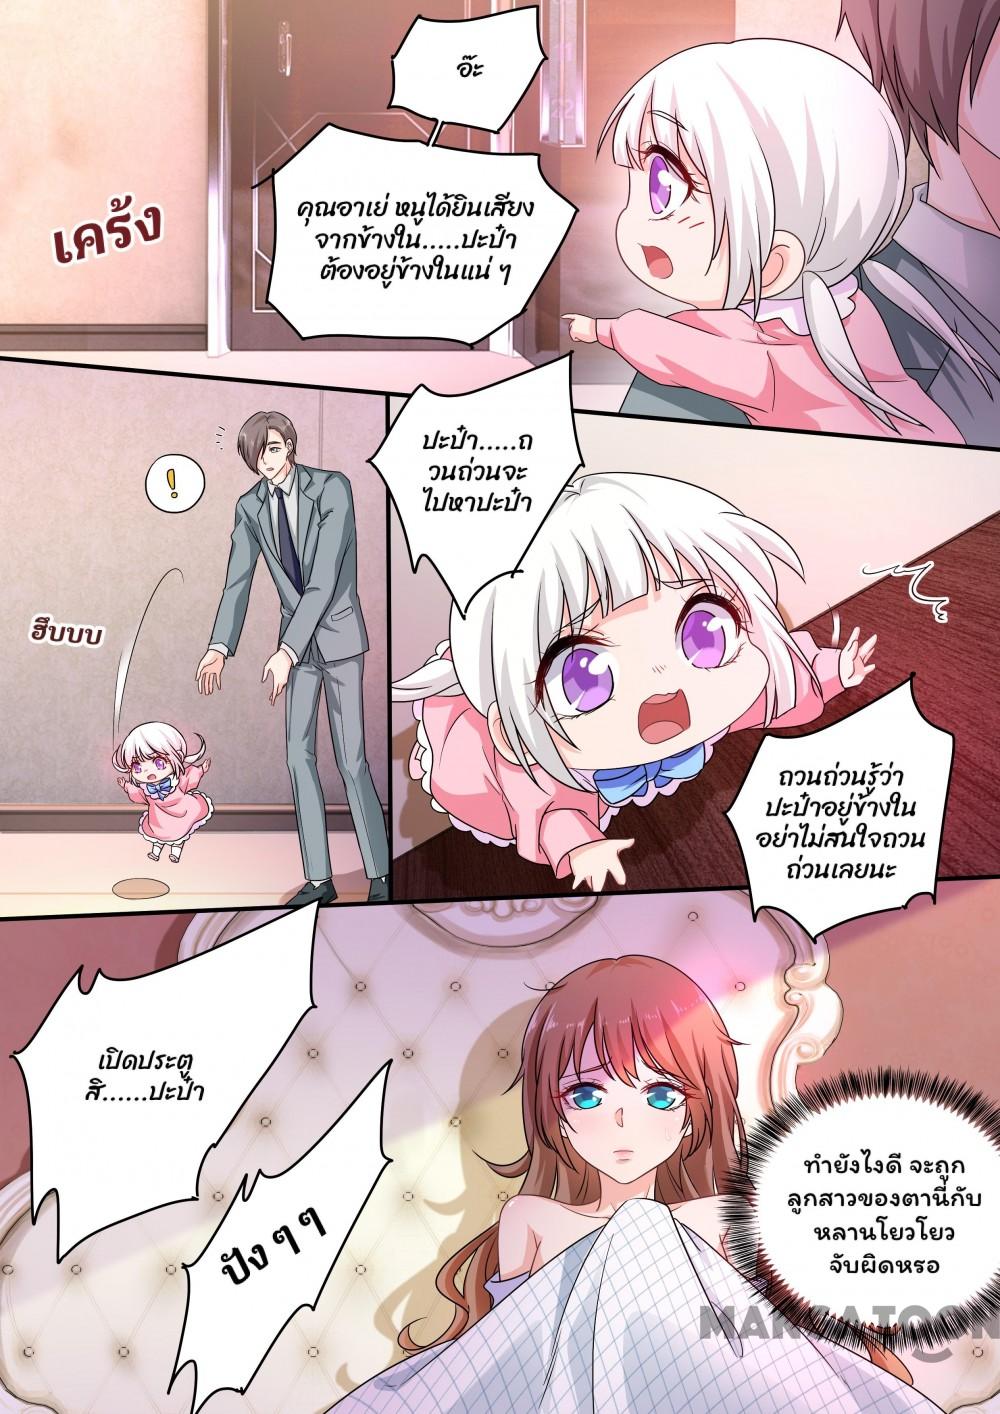 อ๊ะ
คุณอาเย่ หนูได้ยินเสียง
จากข้างใน.....ปะป๋า
ต้องอยู่ข้างในแน่ ๆ
เคร้ง
!
ฮึบบบ
ปะป๋า.....ถ
วนถ่วนจะ
ไปหาปะป๋า
ถวนถ่วนรู้ว่า
ปะป๋าอยู่ข้างใน
อย่าไม่สนใจถวน
ถ่วนเลยนะ
เปิดประตู
สิ......ปะป๋า
ปังๆๆ
ทำยังไงดี จะถูก
ลูกสาวของตานี่กับ
หลานโยวโยว
จับผิดหรอ